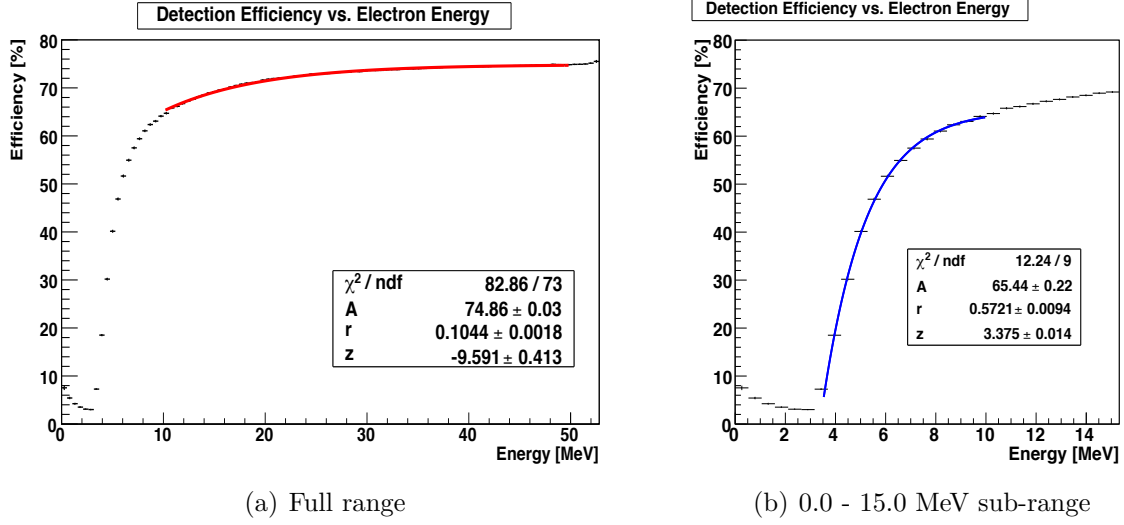 Detection Efficiency vs. Electron Energy
Efficiency [%]
80
70
60
50
40
30
20
10
0
χ² / ndf 82.86 / 73
A 74.86 ± 0.03
r 0.1044 ± 0.0018
z -9.591 ± 0.413
0 10 20 30 40 50
Energy [MeV]
(a) Full range
Detection Efficiency vs. Electron Energy
Efficiency [%]
80
70
60
50
40
30
20
10
0
χ² / ndf 12.24 / 9
A 65.44 ± 0.22
r 0.5721 ± 0.0094
z 3.375 ± 0.014
0 2 4 6 8 10 12 14
Energy [MeV]
(b) 0.0 - 15.0 MeV sub-range